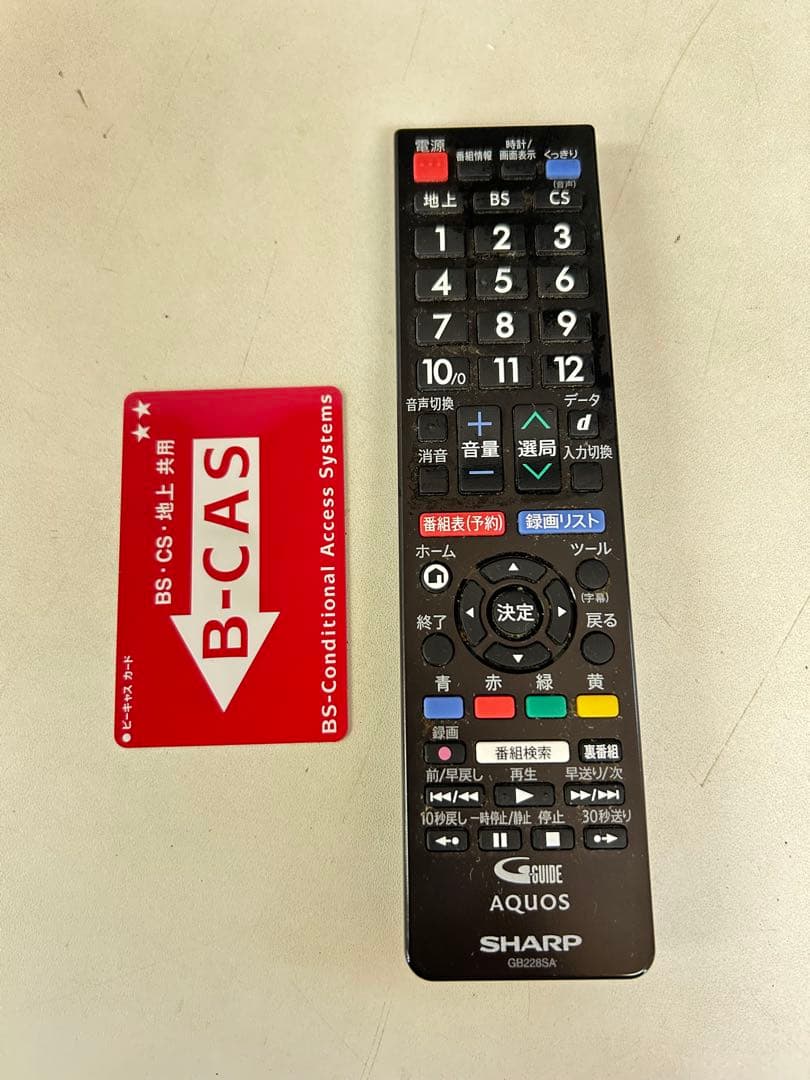 ★★
BS・CS・地上 共用
B-CAS
BS-Conditional Access Systems
●ビーキャス カード
電源
番組情報
時計/
画面表示
くっきり
(音声)
地上 BS CS
1 2 3
4 5 6
7 8 9
10/0 11 12
音声切換
データ
d
+
音量
−
選局
消音
入力切換
番組表(予約) 録画リスト
ホーム
ツール
(字幕)
決定
終了
戻る
青 赤 緑 黄
録画
番組検索
裏番組
前/早戻し 再生 早送り/次
10秒戻し 一時停止/静止 停止 30秒送り
G-GUIDE
AQUOS
SHARP
GB228SA